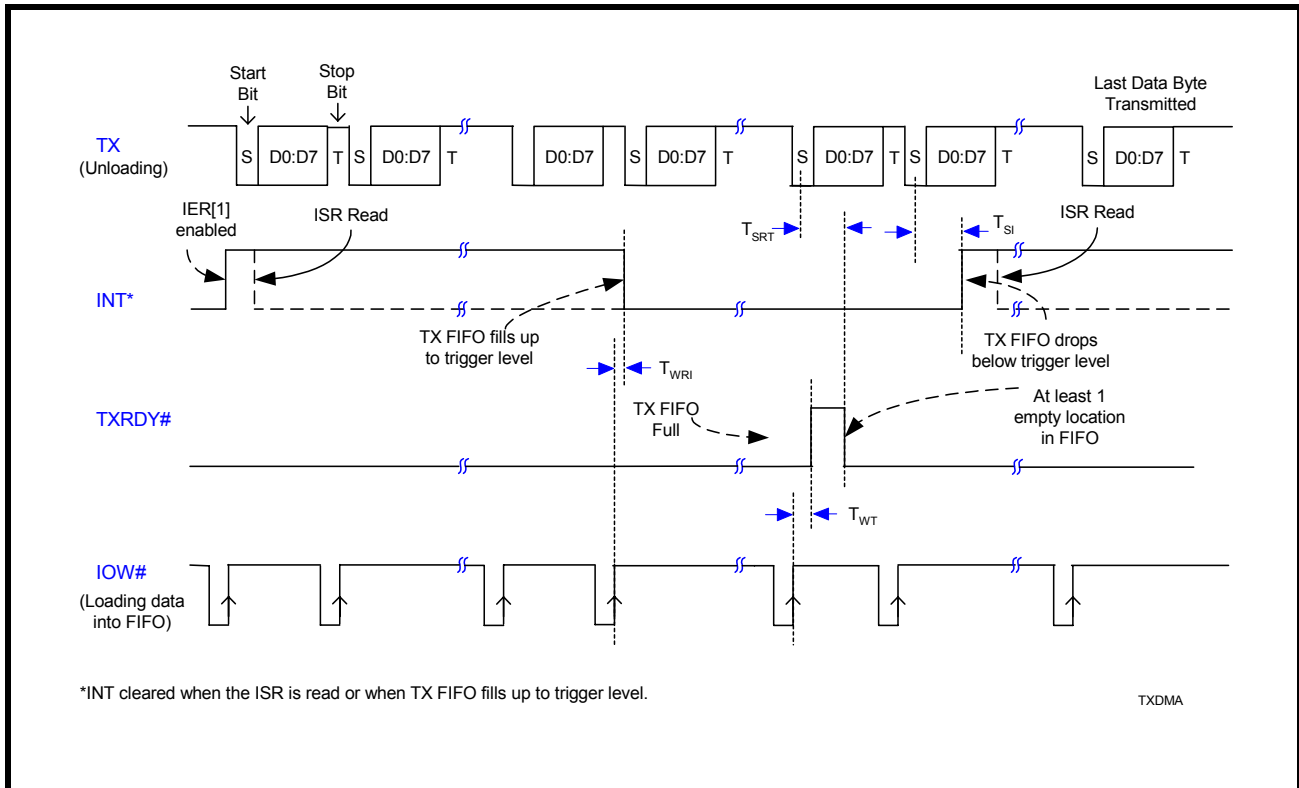 Start
Bit
Stop
Bit
Last Data Byte
Transmitted
TX
(Unloading)
S D0:D7 T S D0:D7 T D0:D7 S D0:D7 T S D0:D7 T S D0:D7 T S D0:D7 T
IER[1]
enabled
ISR Read
TSRT
TSI
ISR Read
INT*
TX FIFO fills up
to trigger level
TX FIFO drops
below trigger level
TWRI
TXRDY#
TX FIFO
Full
At least 1
empty location
in FIFO
TWT
IOW#
(Loading data
into FIFO)
*INT cleared when the ISR is read or when TX FIFO fills up to trigger level.
TXDMA